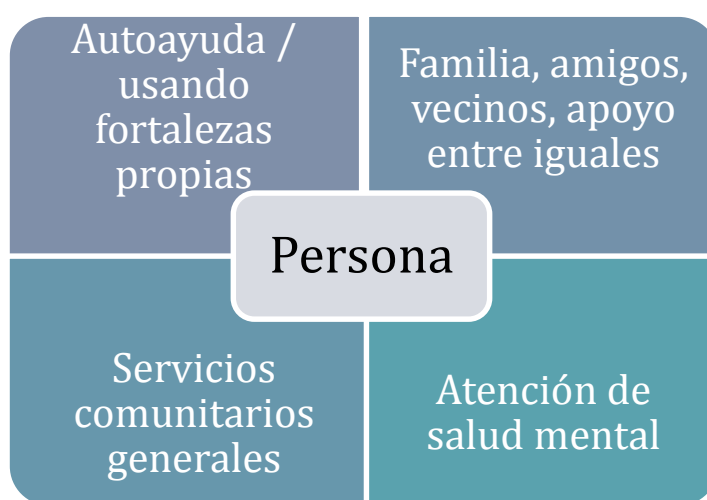 Autoayuda /
usando
fortalezas
propias
Familia, amigos,
vecinos, apoyo
entre iguales
Persona
Servicios
comunitarios
generales
Atención de
salud mental